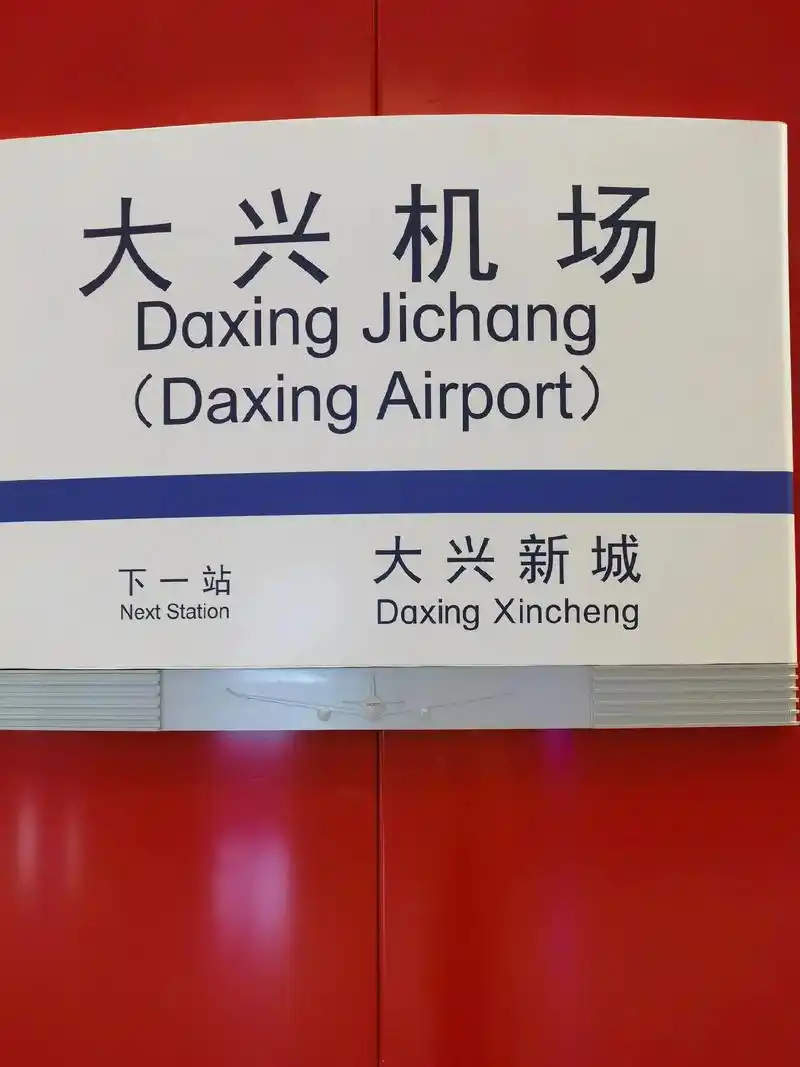 大兴机场
Daxing Jichang
（Daxing Airport）
下一站
Next Station
大兴新城
Daxing Xincheng